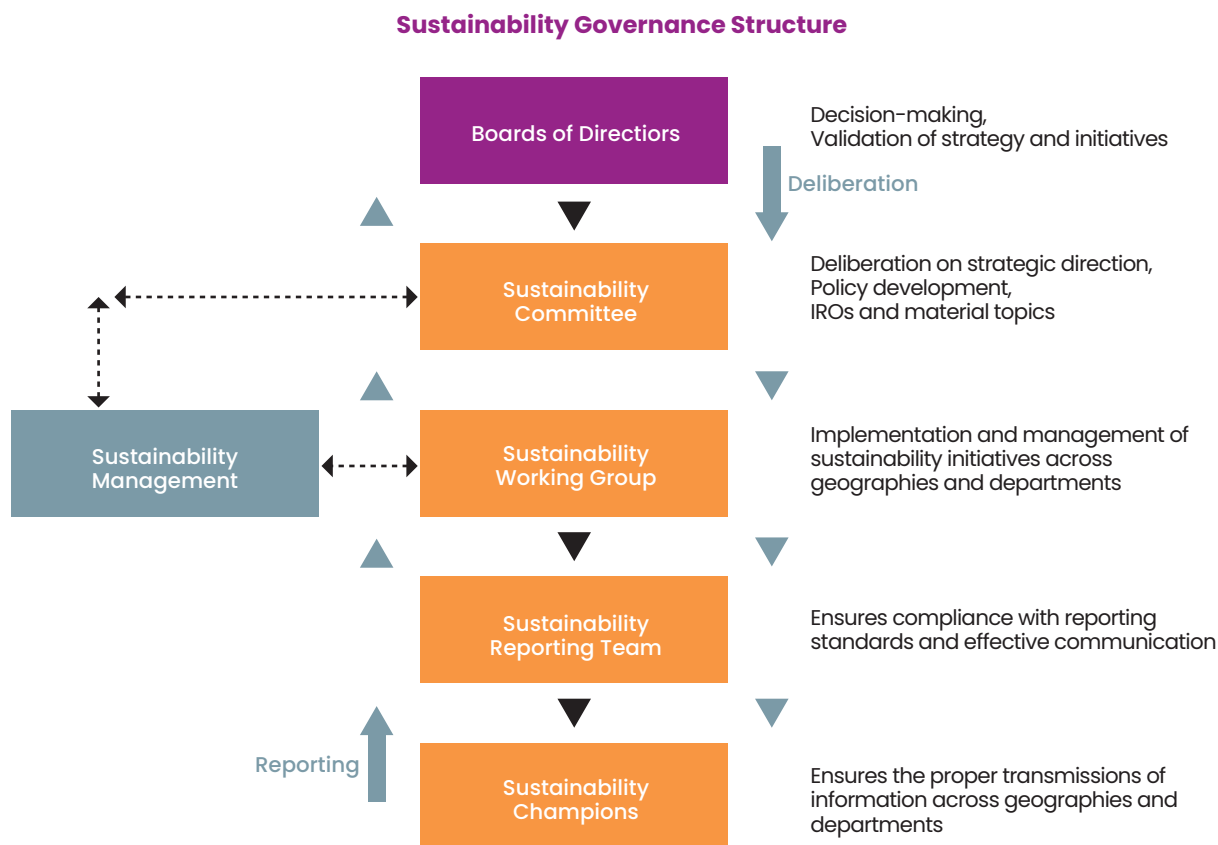 Sustainability Governance Structure
Boards of Directiors
Decision-making,
Validation of strategy and initiatives
Deliberation
Sustainability
Committee
Deliberation on strategic direction,
Policy development,
IROs and material topics
Sustainability
Management
Sustainability
Working Group
Implementation and management of
sustainability initiatives across
geographies and departments
Sustainability
Reporting Team
Ensures compliance with reporting
standards and effective communication
Reporting
Sustainability
Champions
Ensures the proper transmissions of
information across geographies and
departments